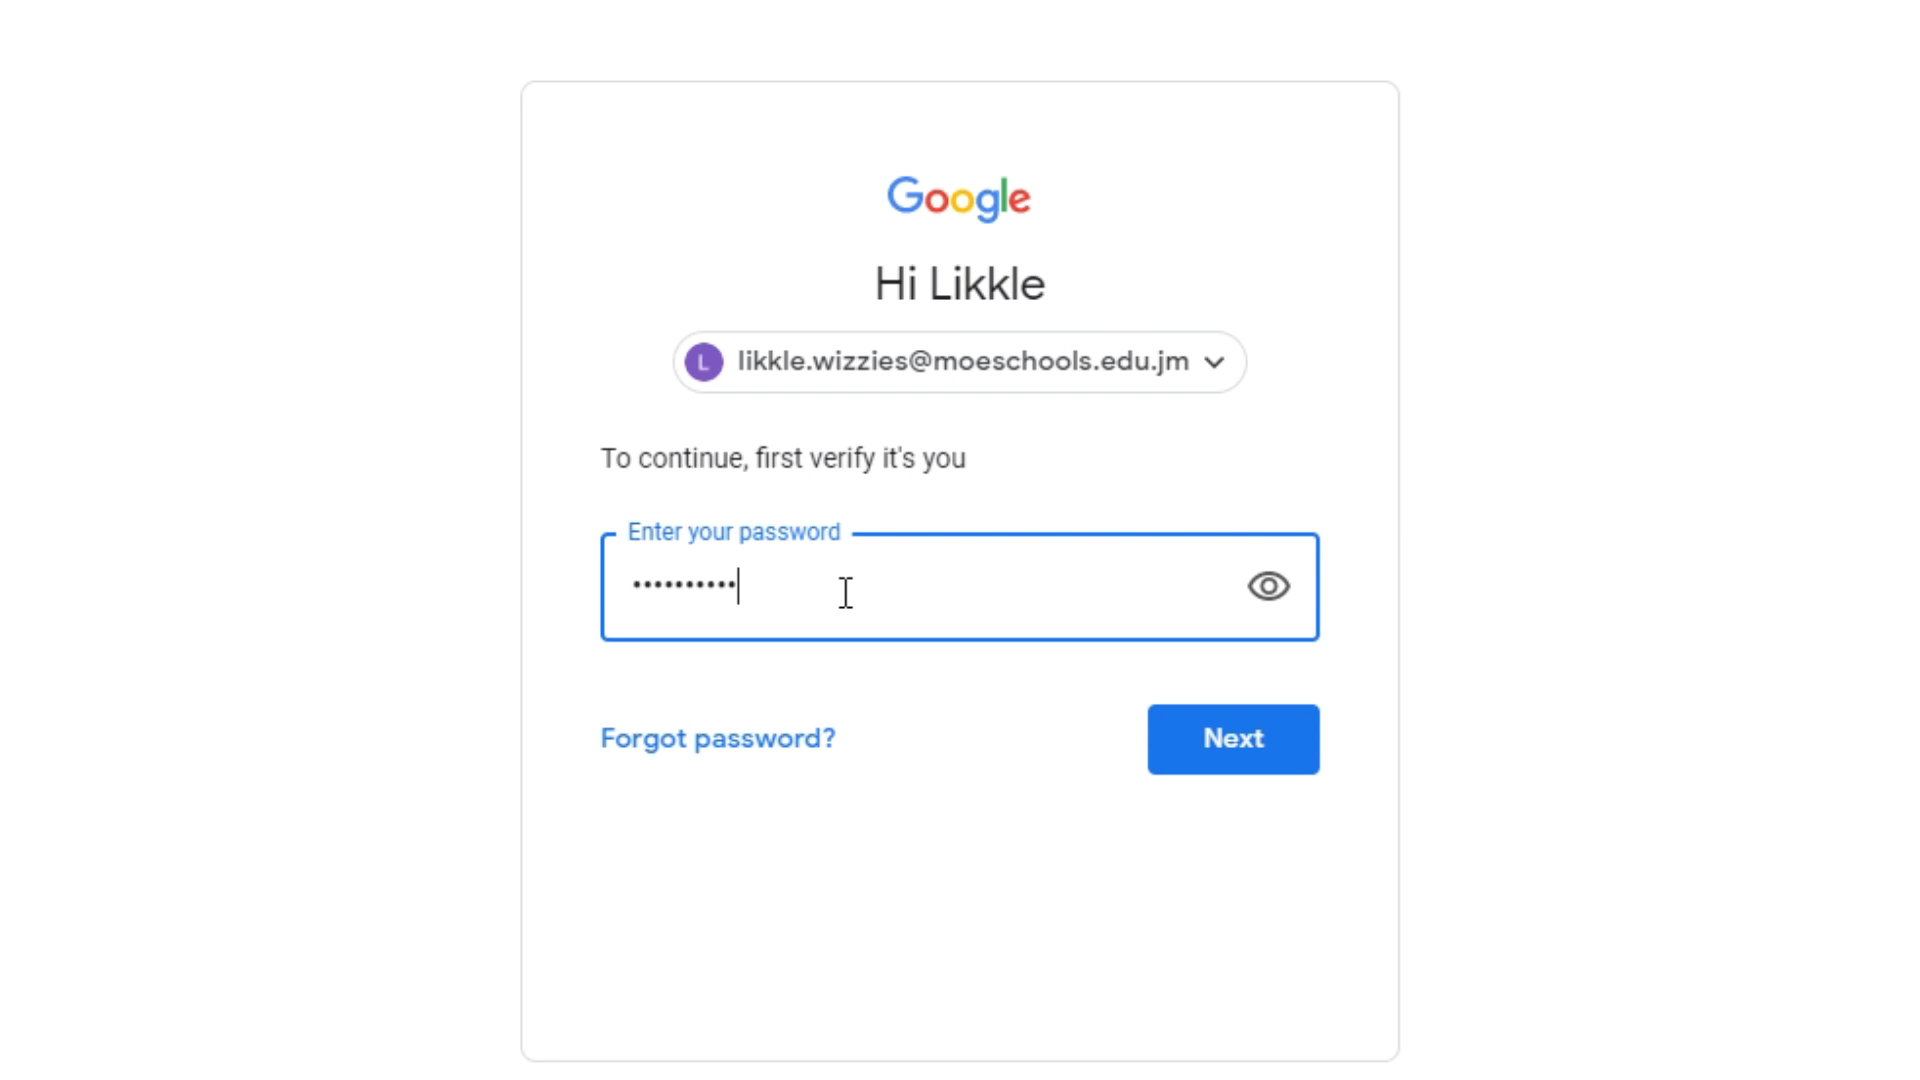 Google
Hi Likkle
L likkle.wizzies@moeschools.edu.jm
To continue, first verify it's you
Enter your password
••••••••••
Forgot password? Next